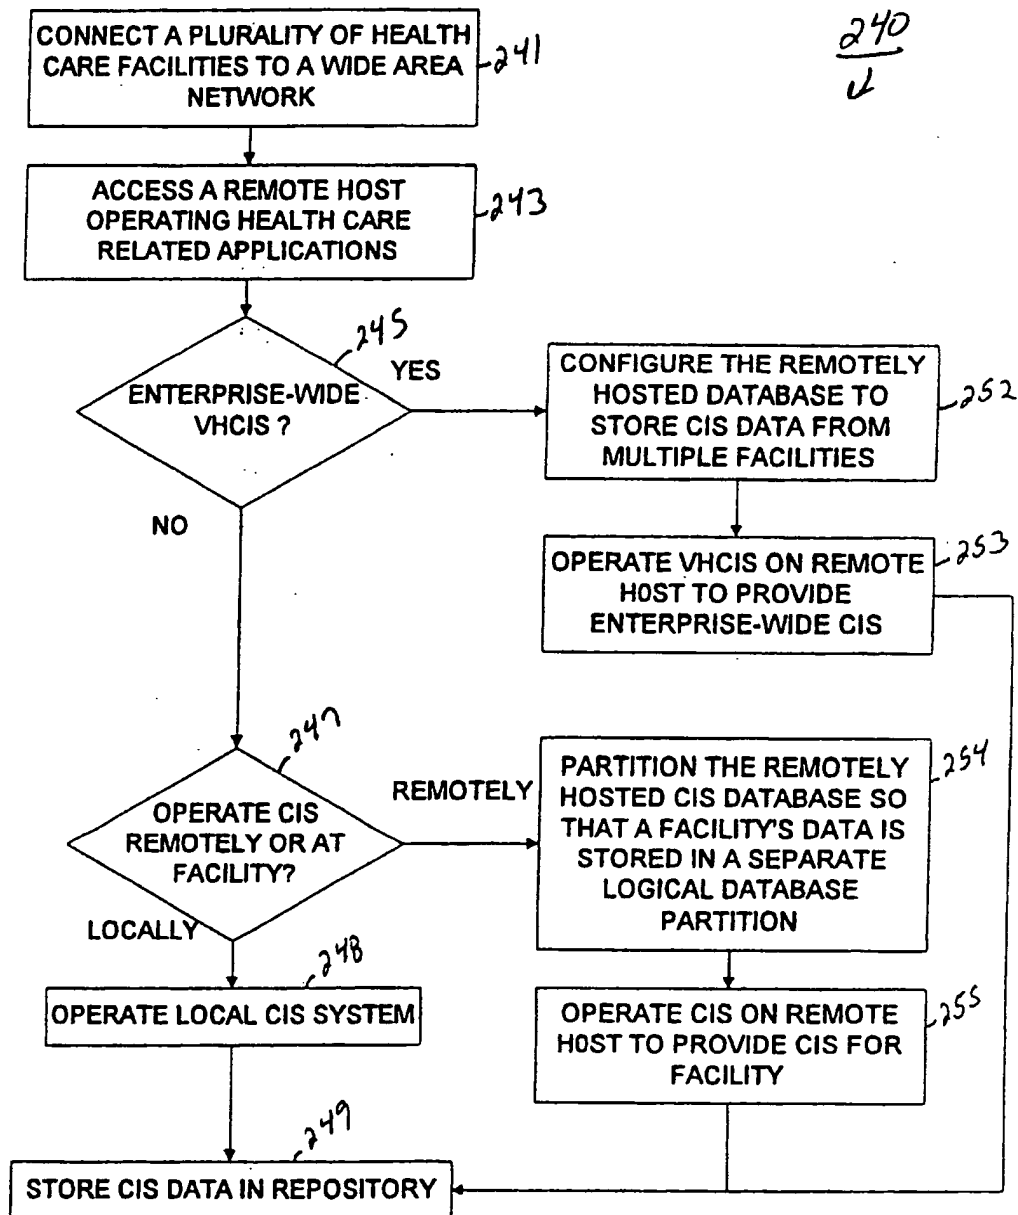 240
CONNECT A PLURALITY OF HEALTH
CARE FACILITIES TO A WIDE AREA
NETWORK
241
ACCESS A REMOTE HOST
OPERATING HEALTH CARE
RELATED APPLICATIONS
243
245
ENTERPRISE-WIDE
VHCIS ?
YES
NO
CONFIGURE THE REMOTELY
HOSTED DATABASE TO
STORE CIS DATA FROM
MULTIPLE FACILITIES
252
OPERATE VHCIS ON REMOTE
HOST TO PROVIDE
ENTERPRISE-WIDE CIS
253
247
OPERATE CIS
REMOTELY OR AT
FACILITY?
REMOTELY
LOCALLY
PARTITION THE REMOTELY
HOSTED CIS DATABASE SO
THAT A FACILITY'S DATA IS
STORED IN A SEPARATE
LOGICAL DATABASE
PARTITION
254
248
OPERATE LOCAL CIS SYSTEM
OPERATE CIS ON REMOTE
HOST TO PROVIDE CIS FOR
FACILITY
255
249
STORE CIS DATA IN REPOSITORY